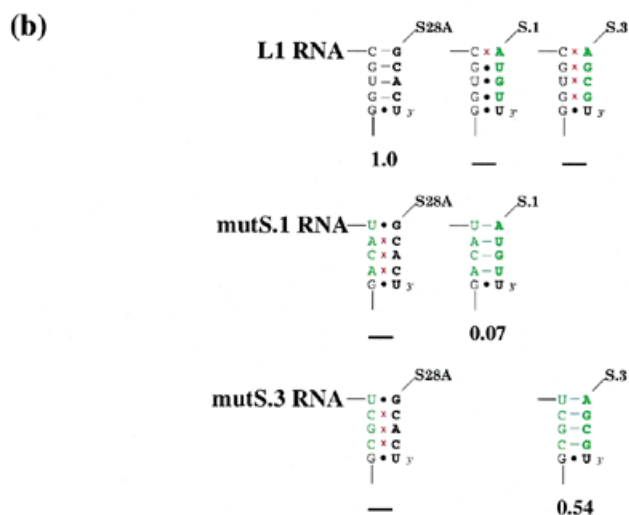 (b)
S28A S.1 S.3
L1 RNA C–G C x A C x A
G–C G•U G x G
U–A U•G U x C
G–C G•U G x G
G•U 3' G•U 3' G•U 3'
1.0 — —
S28A S.1
mutS.1 RNA U•G U–A
A x C A–U
C x A C–G
A x C A–U
G•U 3' G•U 3'
— 0.07
S28A S.3
mutS.3 RNA U•G U–A
C x C C–G
G x A G–C
C x C C–G
G•U 3' G•U 3'
— 0.54